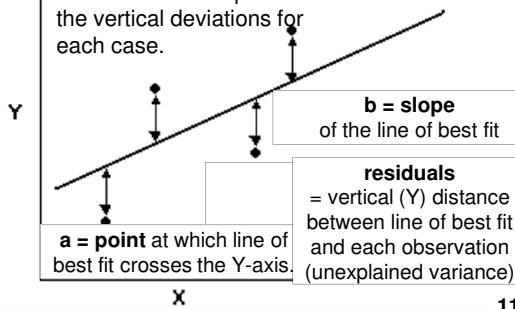 the vertical deviations for
each case.
Y
b = slope
of the line of best fit
residuals
= vertical (Y) distance
between line of best fit
and each observation
(unexplained variance)
a = point at which line of
best fit crosses the Y-axis.
X
11